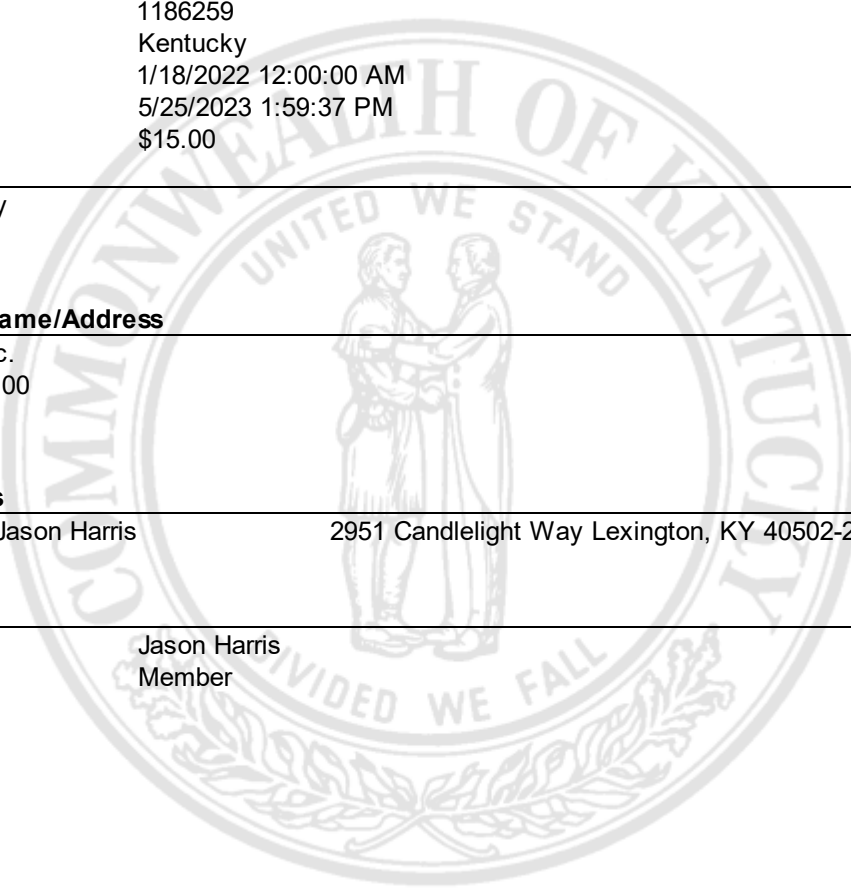 1186259
Kentucky
1/18/2022 12:00:00 AM
5/25/2023 1:59:37 PM
$15.00
ame/Address
c.
00
s
Jason Harris 2951 Candlelight Way Lexington, KY 40502-2
Jason Harris
Member
COMMONWEALTH OF KENTUCKY
UNITED WE STAND
DIVIDED WE FALL